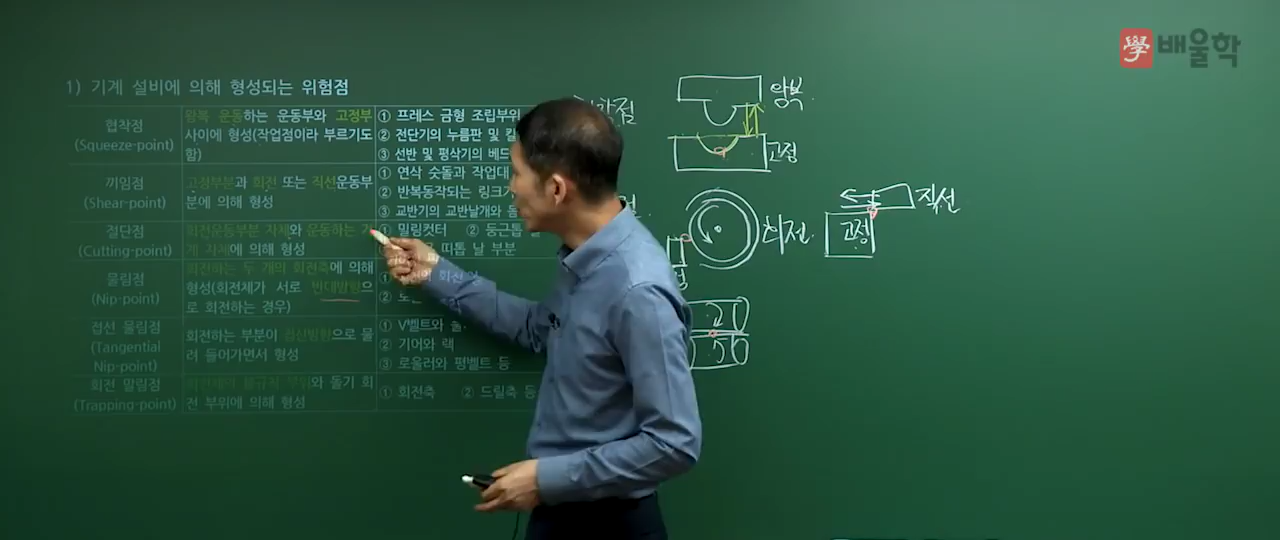 學 배울학
1) 기계 설비에 의해 형성되는 위험점
협착점
(Squeeze-point)
왕복 운동하는 운동부와 고정부
사이에 형성(작업점이라 부르기도
함)
① 프레스 금형 조립부위
② 전단기의 누름판 및
③ 선반 및 평삭기의 베드
끼임점
(Shear-point)
고정부분과 회전 또는 직선운동부
분에 의해 형성
① 연삭 숫돌과 작업대
② 반복동작되는 링크
③ 교반기의 교반날개와
절단점
(Cutting-point)
회전운동부분 자체와 운동하는 기
계 자체에 의해 형성
① 밀링컷터 ② 둥근톱
띠톱 날 부분
물림점
(Nip-point)
회전하는 두 개의 회전축에 의해
형성(회전체가 서로 반대방향으
로 회전하는 경우)
①
②
접선 물림점
(Tangential
Nip-point)
회전하는 부분이 접선방향으로 물
려 들어가면서 형성
① V벨트와
② 기어와 랙
③ 로울러와 평벨트 등
회전 말림점
(Trapping-point)
회전체의 불규칙 부위와 돌기 회
전 부위에 의해 형성
① 회전축 ② 드릴축 등
왕복
고정
회전
직선
고정